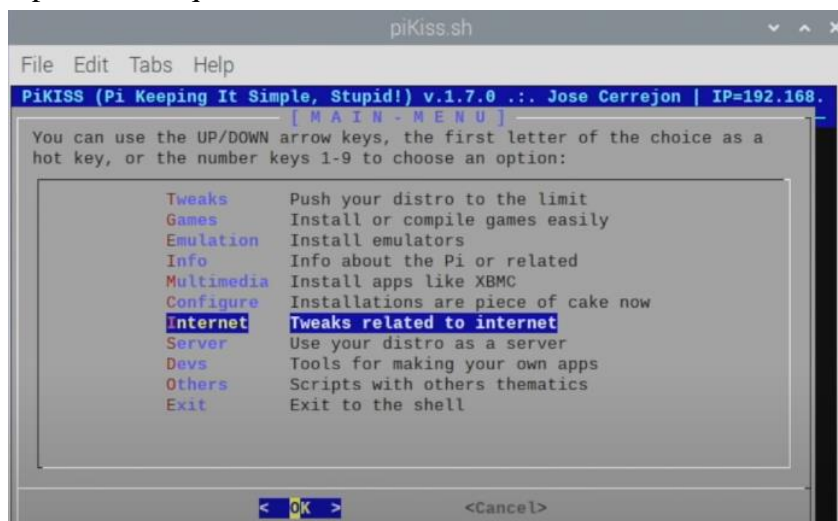 piKiss.sh
File Edit Tabs Help
PiKISS (Pi Keeping It Simple, Stupid!) v.1.7.0 .:. Jose Cerrejon | IP=192.168.
[ M A I N - M E N U ]
You can use the UP/DOWN arrow keys, the first letter of the choice as a
hot key, or the number keys 1-9 to choose an option:
Tweaks Push your distro to the limit
Games Install or compile games easily
Emulation Install emulators
Info Info about the Pi or related
Multimedia Install apps like XBMC
Configure Installations are piece of cake now
Internet Tweaks related to internet
Server Use your distro as a server
Devs Tools for making your own apps
Others Scripts with others thematics
Exit Exit to the shell
< OK > <Cancel>